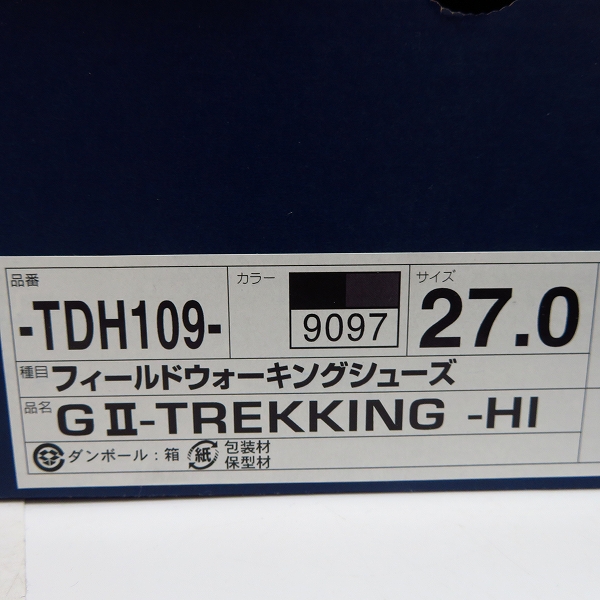 品番 カラー サイズ
-TDH109- 9097 27.0
種目 フィールドウォーキングシューズ
品名 GⅡ-TREKKING -HI
ダンボール:箱 紙 包装材
保型材